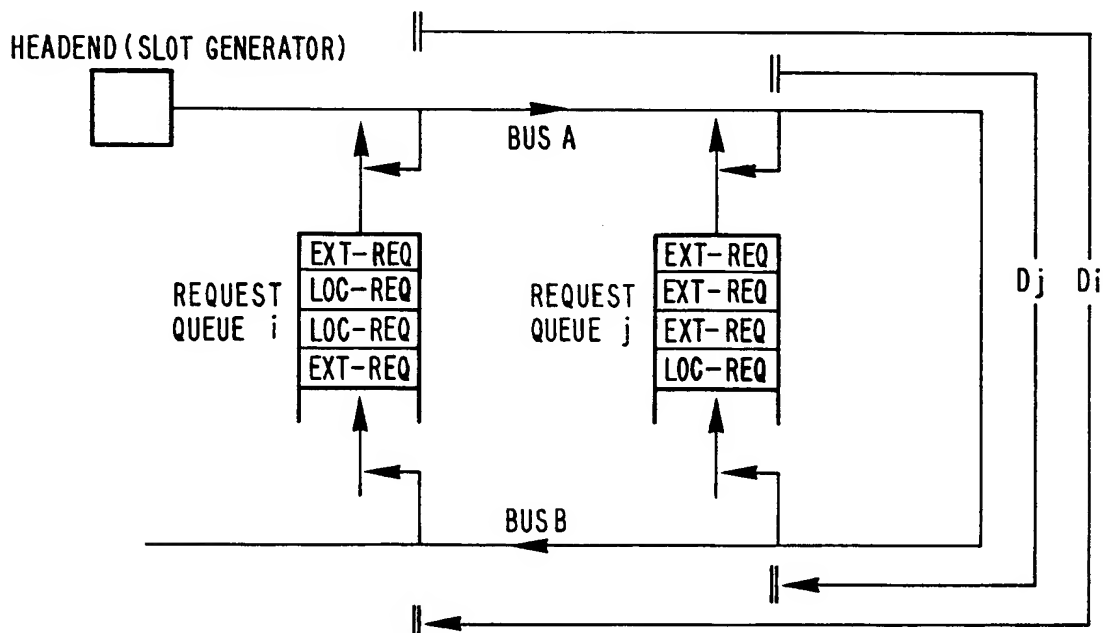 HEADEND (SLOT GENERATOR)
BUS A
EXT-REQ
LOC-REQ
LOC-REQ
EXT-REQ
REQUEST
QUEUE i
EXT-REQ
EXT-REQ
EXT-REQ
LOC-REQ
REQUEST
QUEUE j
Dj
Di
BUS B